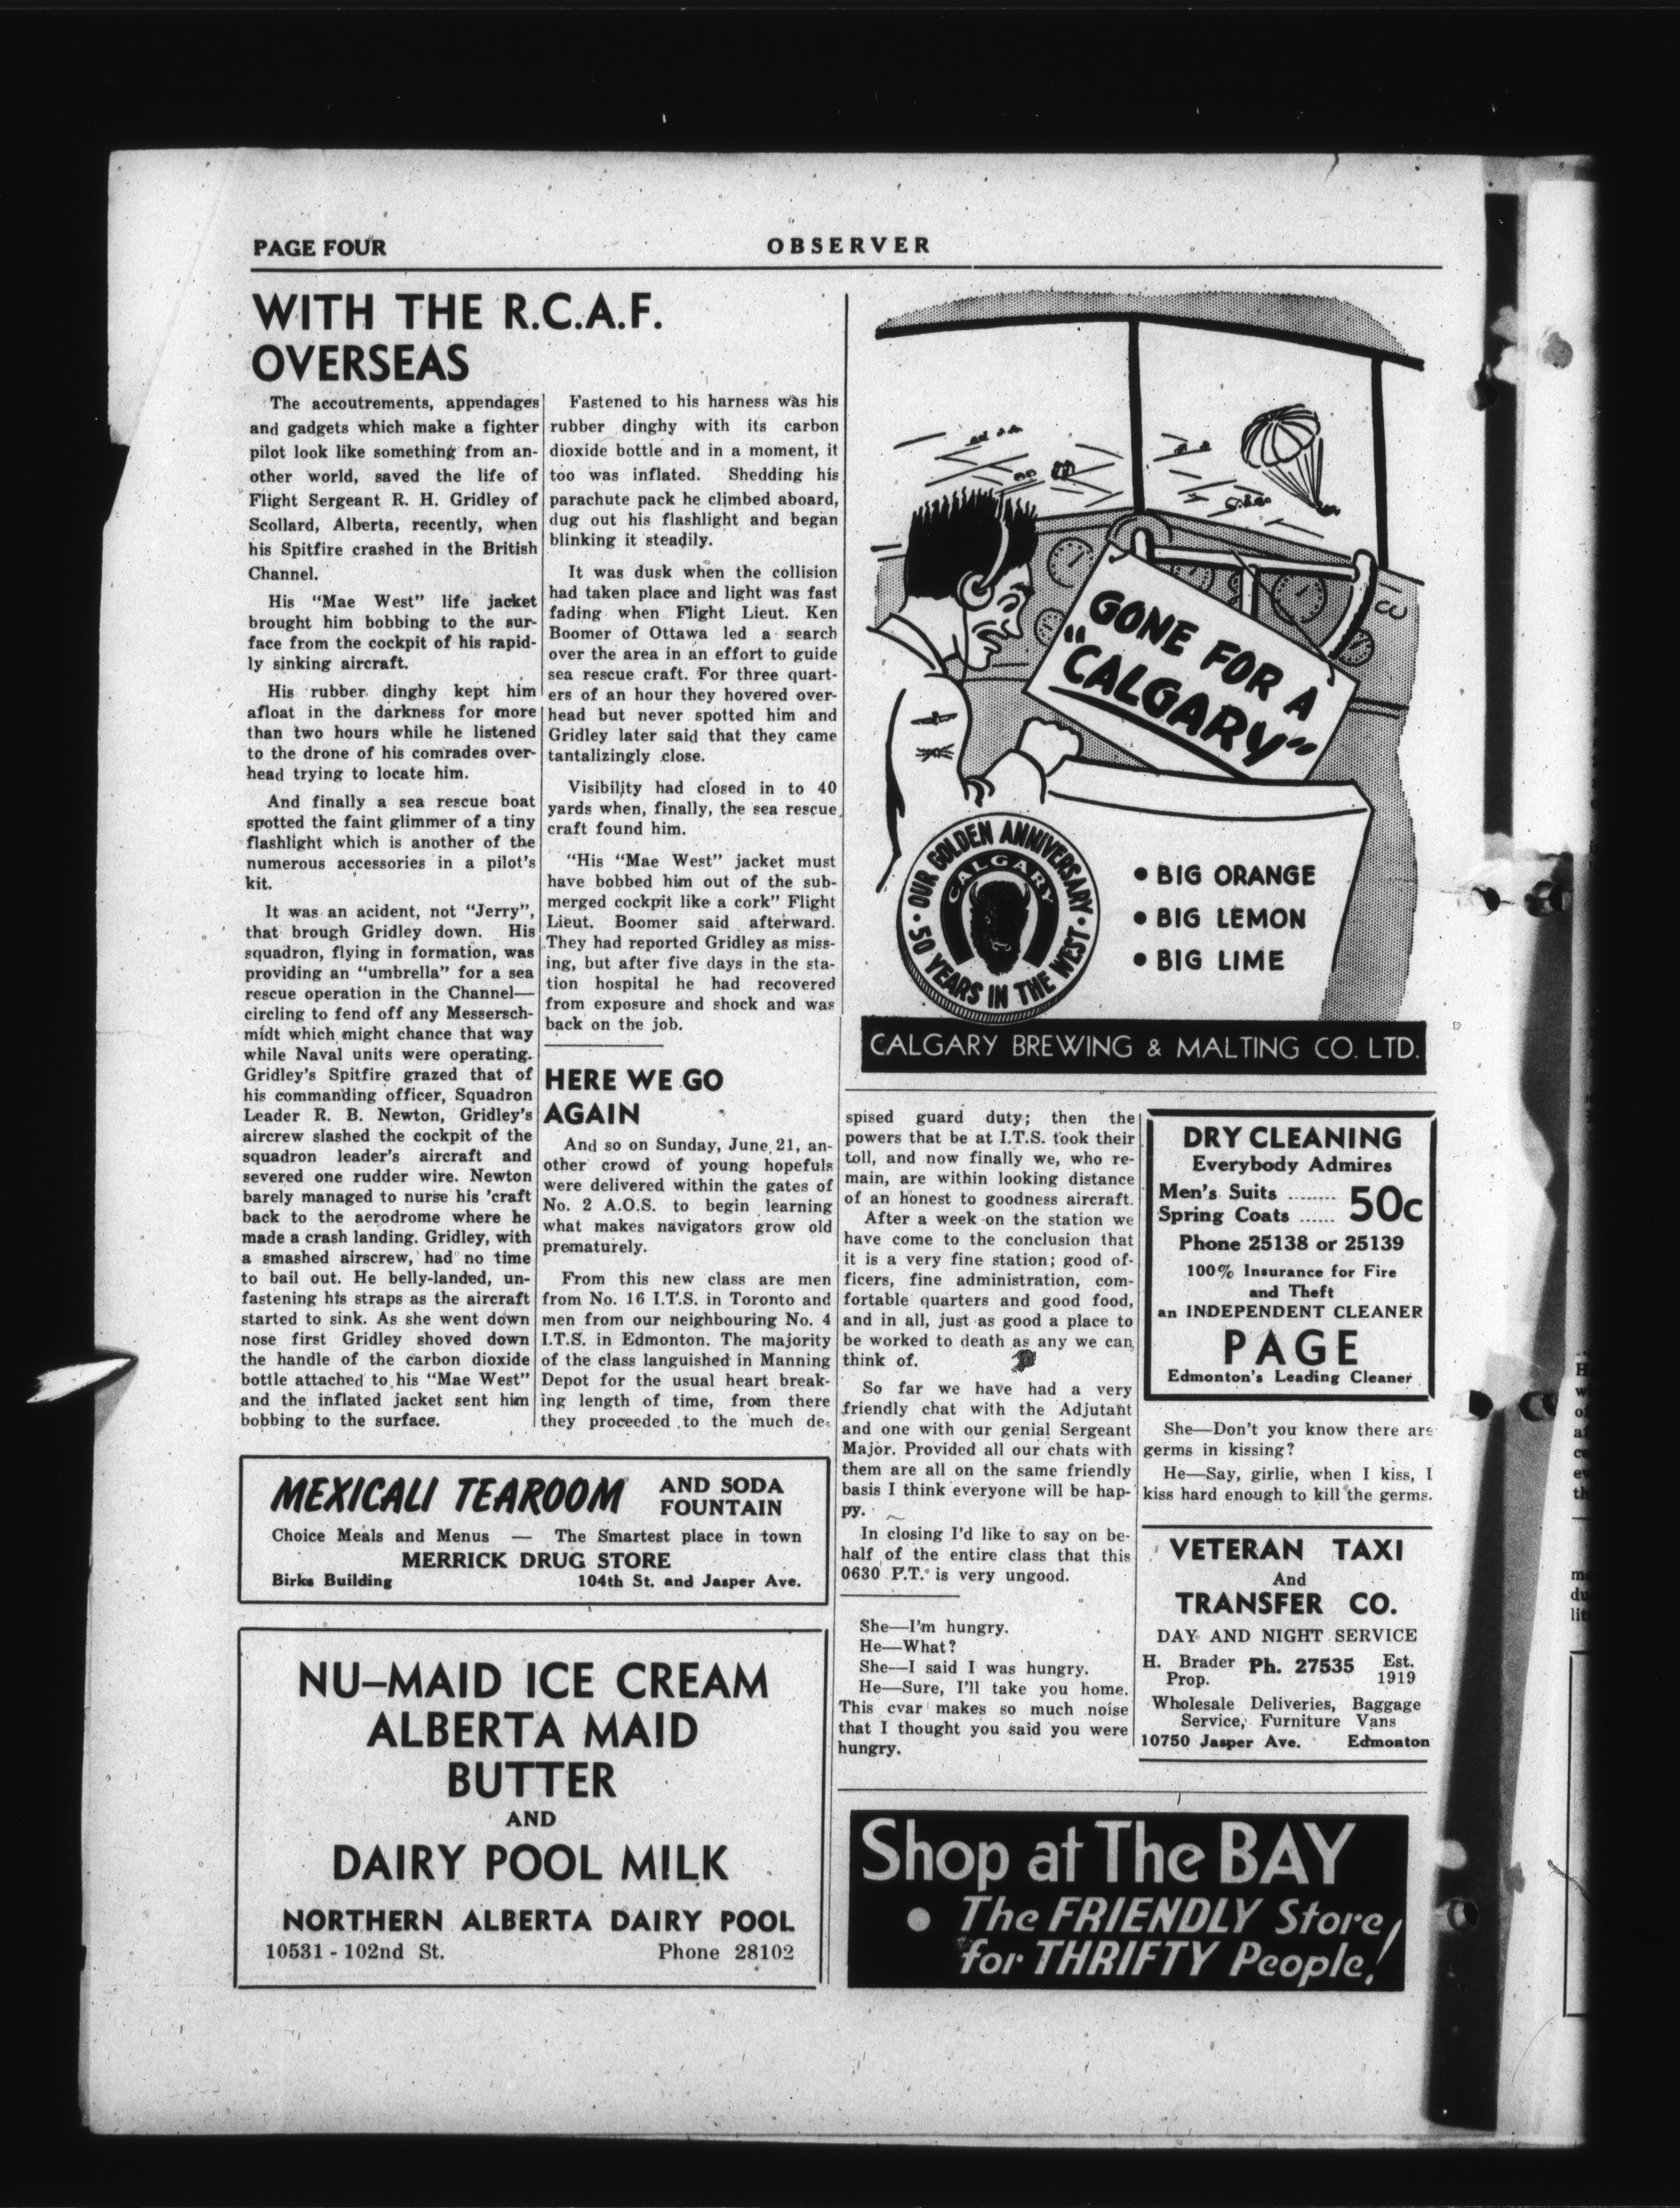 PAGE FOUR
OBSERVER
WITH THE R.C.A.F.
OVERSEAS
The accoutrements, appendages
and gadgets which make a fighter
pilot look like something from an-
other world, saved the life of
Flight Sergeant R. H. Gridley of
Scollard, Alberta, recently, when
his Spitfire crashed in the British
Channel.
His "Mae West" life jacket
brought him bobbing to the sur-
face from the cockpit of his rapid-
ly sinking aircraft.
His rubber dinghy kept him
afloat in the darkness for more
than two hours while he listened
to the drone of his comrades over-
head trying to locate him.
And finally a sea rescue boat
spotted the faint glimmer of a tiny
flashlight which is another of the
numerous accessories in a pilot's
kit.
It was an acident, not "Jerry",
that brough Gridley down. His
squadron, flying in formation, was
providing an "umbrella" for a sea
rescue operation in the Channel—
circling to fend off any Messersch-
midt which might chance that way
while Naval units were operating.
Gridley's Spitfire grazed that of
his commanding officer, Squadron
Leader R. B. Newton, Gridley's
aircrew slashed the cockpit of the
squadron leader's aircraft and
severed one rudder wire. Newton
barely managed to nurse his 'craft
back to the aerodrome where he
made a crash landing. Gridley, with
a smashed airscrew, had no time
to bail out. He belly-landed, un-
fastening his straps as the aircraft
started to sink. As she went down
nose first Gridley shoved down
the handle of the carbon dioxide
bottle attached to his "Mae West"
and the inflated jacket sent him
bobbing to the surface.
Fastened to his harness was his
rubber dinghy with its carbon
dioxide bottle and in a moment, it
too was inflated. Shedding his
parachute pack he climbed aboard,
dug out his flashlight and began
blinking it steadily.
It was dusk when the collision
had taken place and light was fast
fading when Flight Lieut. Ken
Boomer of Ottawa led a search
over the area in an effort to guide
sea rescue craft. For three quart-
ers of an hour they hovered over-
head but never spotted him and
Gridley later said that they came
tantalizingly close.
Visibility had closed in to 40
yards when, finally, the sea rescue
craft found him.
"His "Mae West" jacket must
have bobbed him out of the sub-
merged cockpit like a cork" Flight
Lieut. Boomer said afterward.
They had reported Gridley as miss-
ing, but after five days in the sta-
tion hospital he had recovered
from exposure and shock and was
back on the job.
HERE WE GO
AGAIN
And so on Sunday, June 21, an-
other crowd of young hopefuls
were delivered within the gates of
No. 2 A.O.S. to begin learning
what makes navigators grow old
prematurely.
From this new class are men
from No. 16 I.T.S. in Toronto and
men from our neighbouring No. 4
I.T.S. in Edmonton. The majority
of the class languished in Manning
Depot for the usual heart break-
ing length of time, from there
they proceeded to the much de-
spised guard duty; then the
powers that be at I.T.S. took their
toll, and now finally we, who re-
main, are within looking distance
of an honest to goodness aircraft.
After a week on the station we
have come to the conclusion that
it is a very fine station; good of-
ficers, fine administration, com-
fortable quarters and good food,
and in all, just as good a place to
be worked to death as any we can
think of.
So far we have had a very
friendly chat with the Adjutant
and one with our genial Sergeant
Major. Provided all our chats with
them are all on the same friendly
basis I think everyone will be hap-
py.
In closing I'd like to say on be-
half of the entire class that this
0630 P.T. is very ungood.
She—I'm hungry.
He—What?
She—I said I was hungry.
He—Sure, I'll take you home.
This cvar makes so much noise
that I thought you said you were
hungry.
GONE FOR A
"CALGARY"
OUR GOLDEN ANNIVERSARY
CALGARY
50 YEARS IN THE WEST
• BIG ORANGE
• BIG LEMON
• BIG LIME
CALGARY BREWING & MALTING CO. LTD.
DRY CLEANING
Everybody Admires
Men's Suits ........
Spring Coats ......
50c
Phone 25138 or 25139
100% Insurance for Fire
and Theft
an INDEPENDENT CLEANER
PAGE
Edmonton's Leading Cleaner
She—Don't you know there are
germs in kissing?
He—Say, girlie, when I kiss, I
kiss hard enough to kill the germs.
VETERAN TAXI
And
TRANSFER CO.
DAY AND NIGHT SERVICE
H. Brader Ph. 27535 Est.
Prop. 1919
Wholesale Deliveries, Baggage
Service, Furniture Vans
10750 Jasper Ave. Edmonton
MEXICALI TEAROOM AND SODA
FOUNTAIN
Choice Meals and Menus — The Smartest place in town
MERRICK DRUG STORE
Birks Building 104th St. and Jasper Ave.
NU-MAID ICE CREAM
ALBERTA MAID
BUTTER
AND
DAIRY POOL MILK
NORTHERN ALBERTA DAIRY POOL
10531 - 102nd St. Phone 28102
Shop at The BAY
• The FRIENDLY Store
for THRIFTY People!